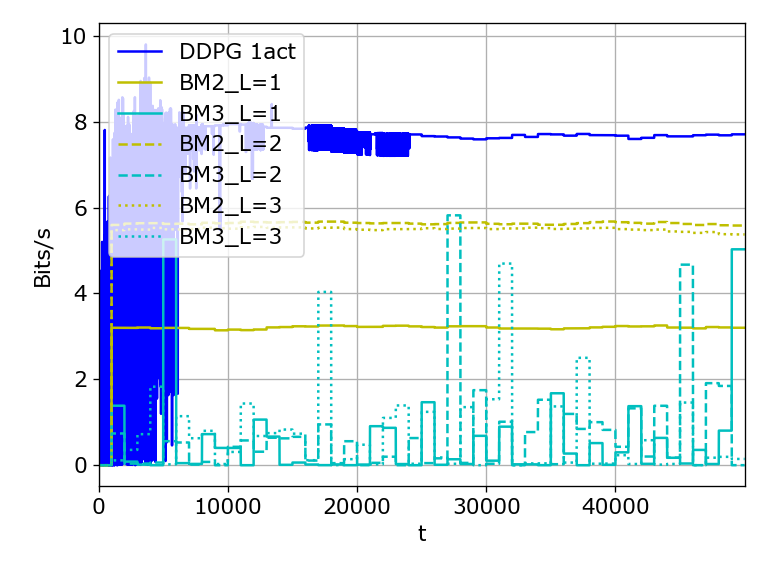 10
8
6
4
2
0
Bits/s
DDPG 1act
BM2_L=1
BM3_L=1
BM2_L=2
BM3_L=2
BM2_L=3
BM3_L=3
0 10000 20000 30000 40000
t